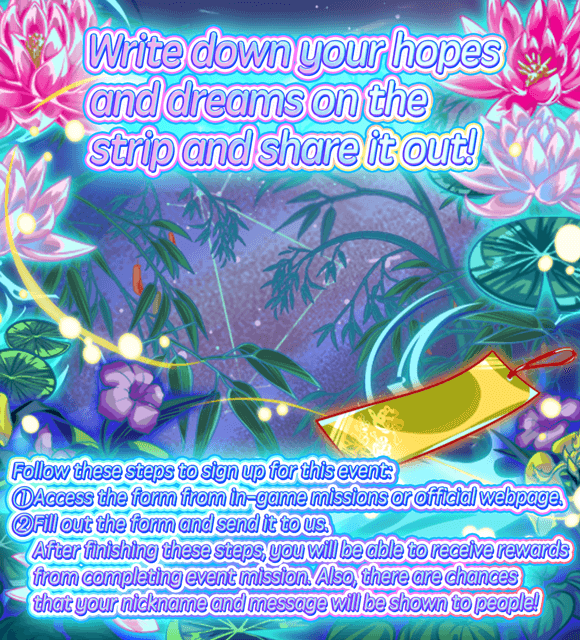 Write down your hopes
and dreams on the
strip and share it out!
Follow these steps to sign up for this event:
①Access the form from in-game missions or official webpage.
②Fill out the form and send it to us.
After finishing these steps, you will be able to receive rewards
from completing event mission. Also, there are chances
that your nickname and message will be shown to people!